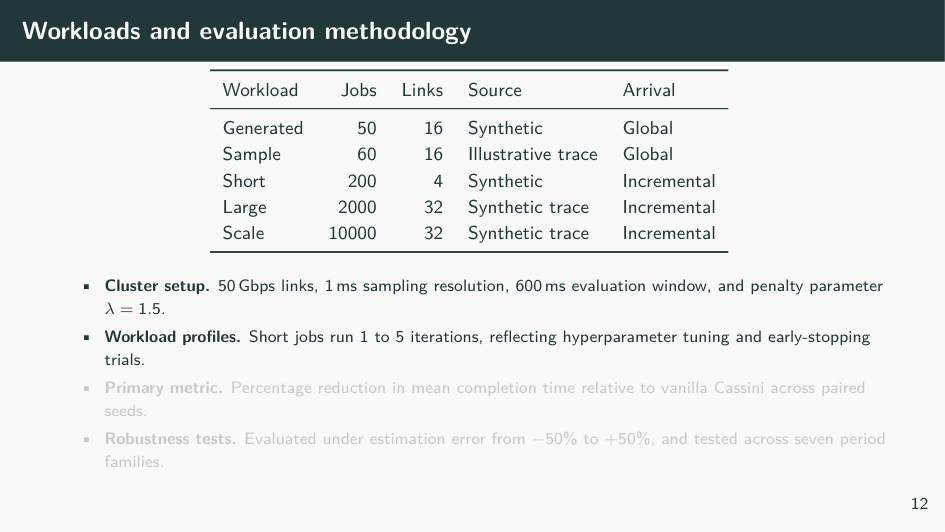 Workloads and evaluation methodology
Workload Jobs Links Source Arrival
Generated 50 16 Synthetic Global
Sample 60 16 Illustrative trace Global
Short 200 4 Synthetic Incremental
Large 2000 32 Synthetic trace Incremental
Scale 10000 32 Synthetic trace Incremental
▪ Cluster setup. 50 Gbps links, 1 ms sampling resolution, 600 ms evaluation window, and penalty parameter
λ = 1.5.
▪ Workload profiles. Short jobs run 1 to 5 iterations, reflecting hyperparameter tuning and early-stopping
trials.
▪ Primary metric. Percentage reduction in mean completion time relative to vanilla Cassini across paired
seeds.
▪ Robustness tests. Evaluated under estimation error from −50% to +50%, and tested across seven period
families.
12